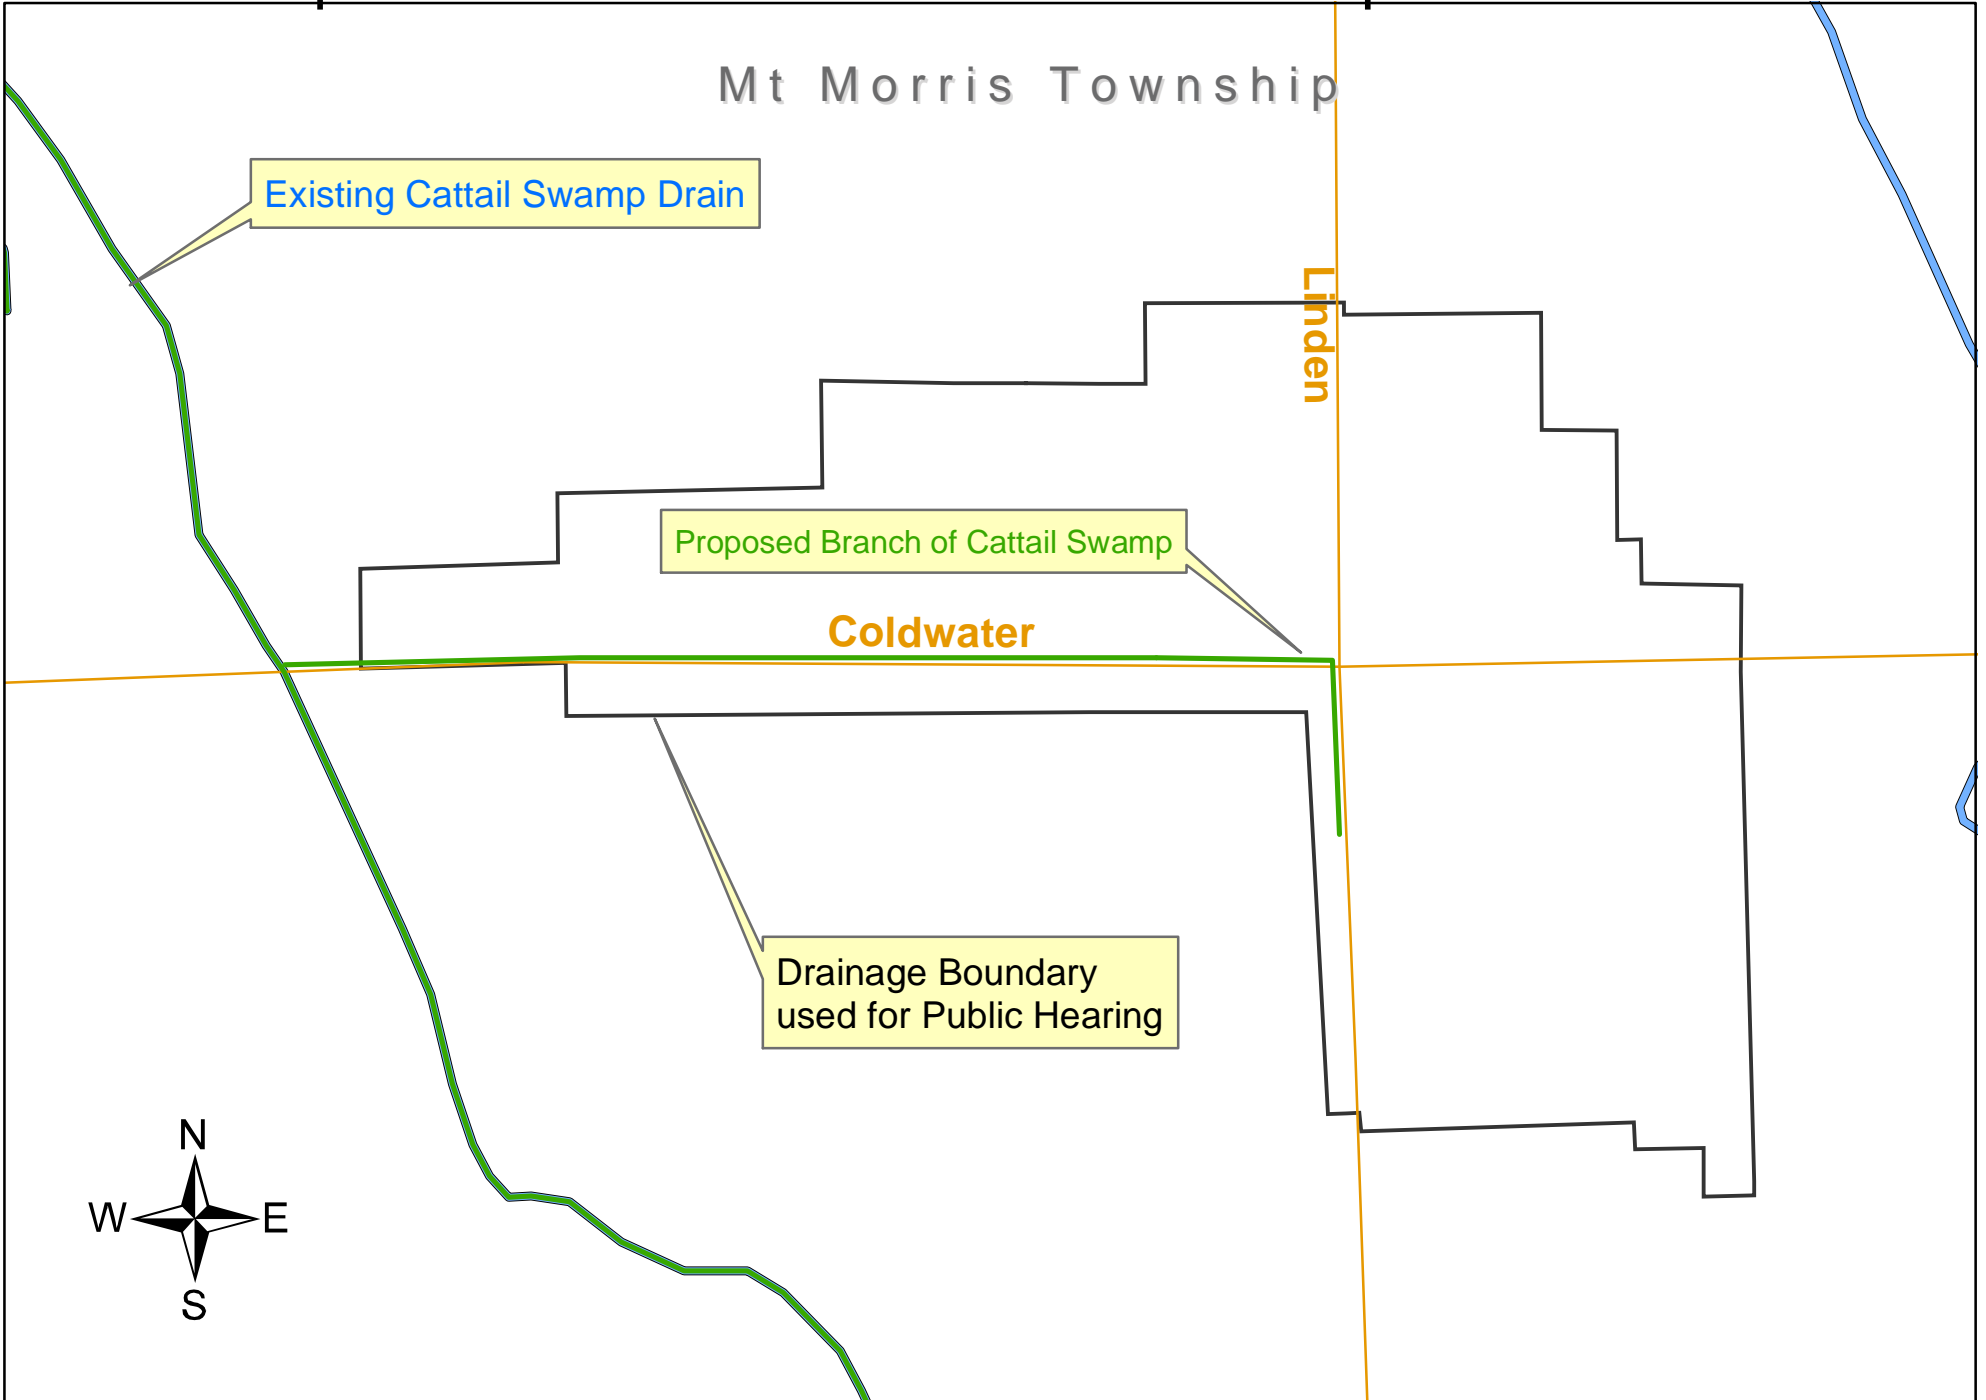 Mt Morris Township
Existing Cattail Swamp Drain
Linden
Proposed Branch of Cattail Swamp
Coldwater
Drainage Boundary
used for Public Hearing
N
W E
S